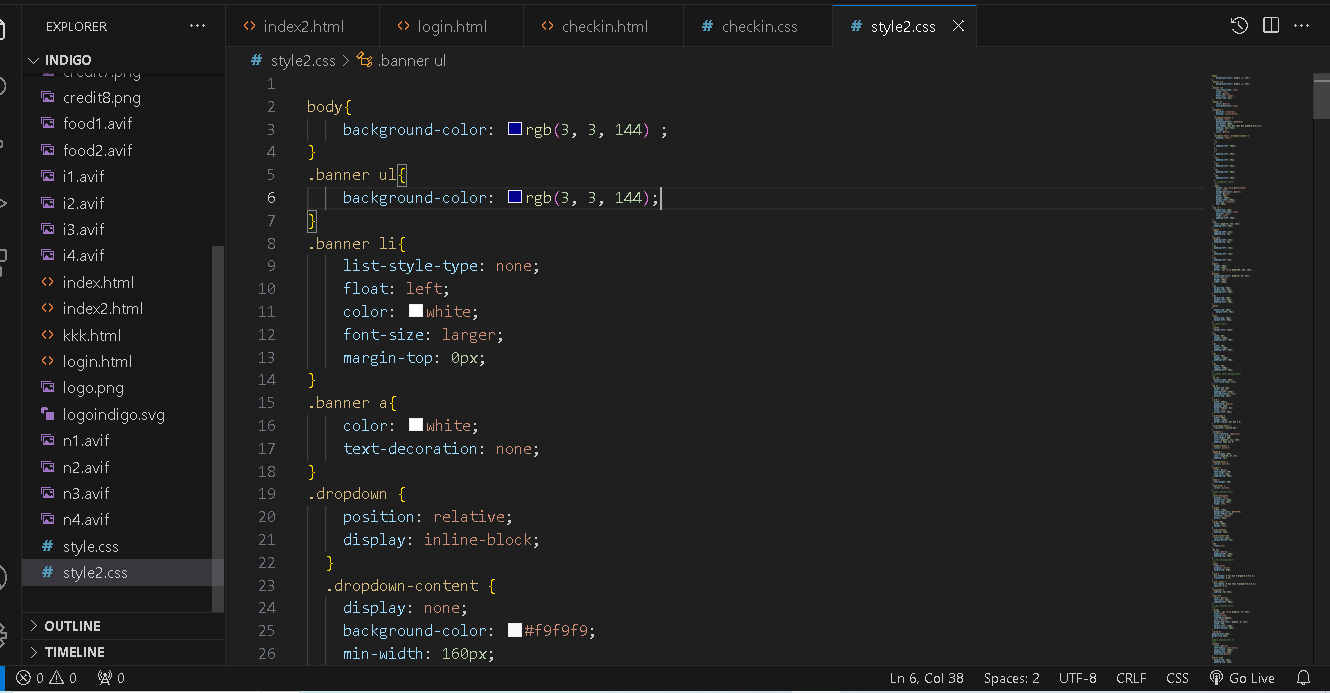 EXPLORER
···
INDIGO
credit7.png
credit8.png
food1.avif
food2.avif
i1.avif
i2.avif
i3.avif
i4.avif
index.html
index2.html
kkk.html
login.html
logo.png
logoindigo.svg
n1.avif
n2.avif
n3.avif
n4.avif
style.css
style2.css
OUTLINE
TIMELINE
index2.html
login.html
checkin.html
checkin.css
style2.css
style2.css > .banner ul
1
2 body{
3 background-color: rgb(3, 3, 144) ;
4 }
5 .banner ul{
6 background-color: rgb(3, 3, 144);
7 }
8 .banner li{
9 list-style-type: none;
10 float: left;
11 color: white;
12 font-size: larger;
13 margin-top: 0px;
14 }
15 .banner a{
16 color: white;
17 text-decoration: none;
18 }
19 .dropdown {
20 position: relative;
21 display: inline-block;
22 }
23 .dropdown-content {
24 display: none;
25 background-color: #f9f9f9;
26 min-width: 160px;
0 0 0
Ln 6, Col 38 Spaces: 2 UTF-8 CRLF CSS Go Live